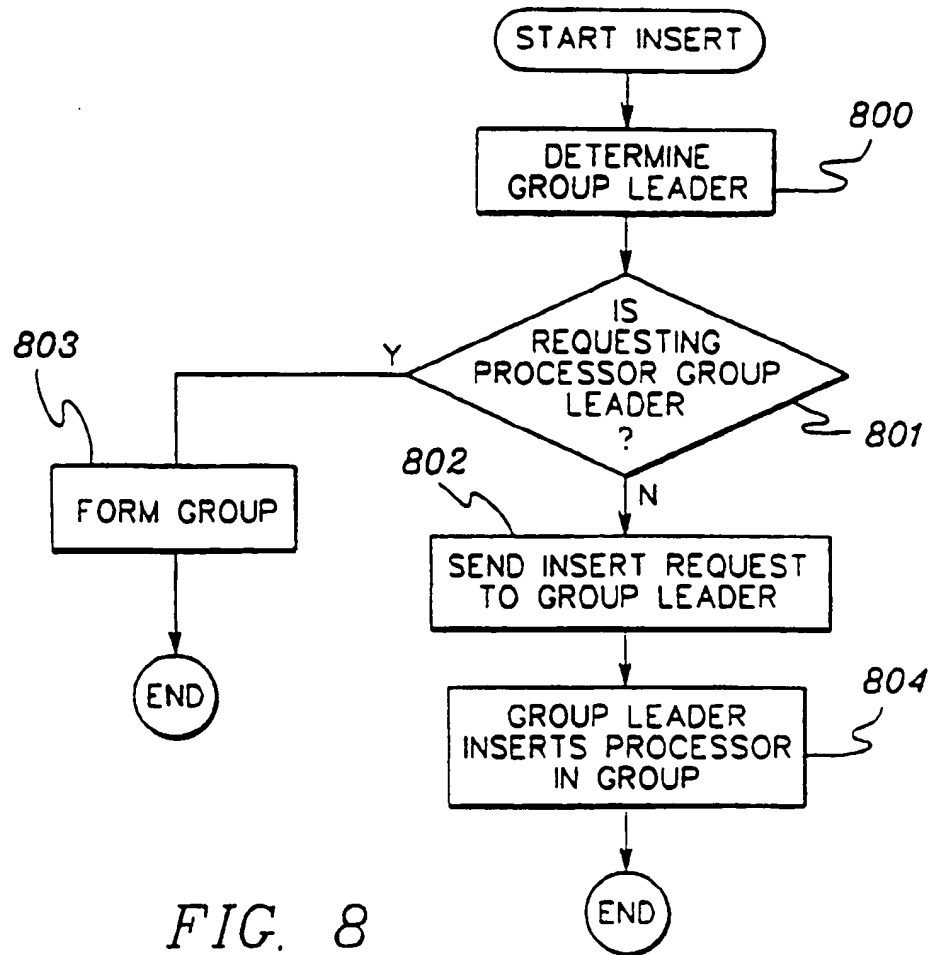 START INSERT
800
DETERMINE
GROUP LEADER
IS
REQUESTING
PROCESSOR GROUP
LEADER
?
801
Y
803
FORM GROUP
END
N
802
SEND INSERT REQUEST
TO GROUP LEADER
804
GROUP LEADER
INSERTS PROCESSOR
IN GROUP
END
FIG. 8